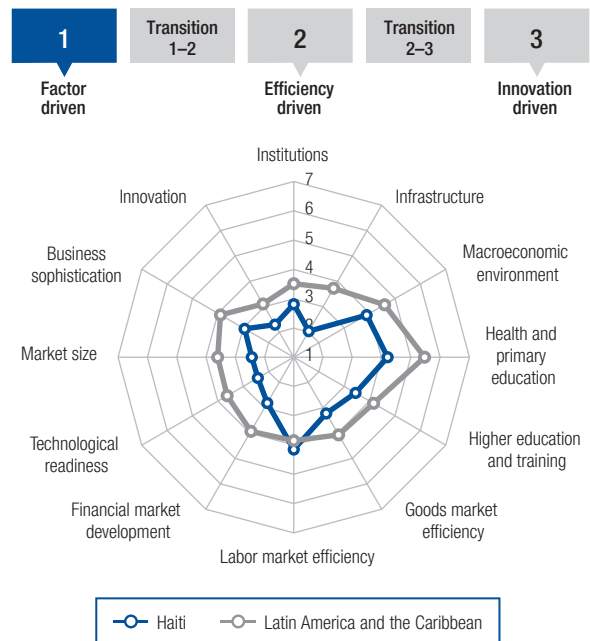 1
Transition
1–2
2
Transition
2–3
3
Factor
driven
Efficiency
driven
Innovation
driven
Institutions
7
Innovation
6
Infrastructure
5
Business
sophistication
4
Macroeconomic
environment
3
2
Market size
1
Health and
primary
education
Technological
readiness
Higher education
and training
Financial market
development
Goods market
efficiency
Labor market efficiency
Haiti
Latin America and the Caribbean